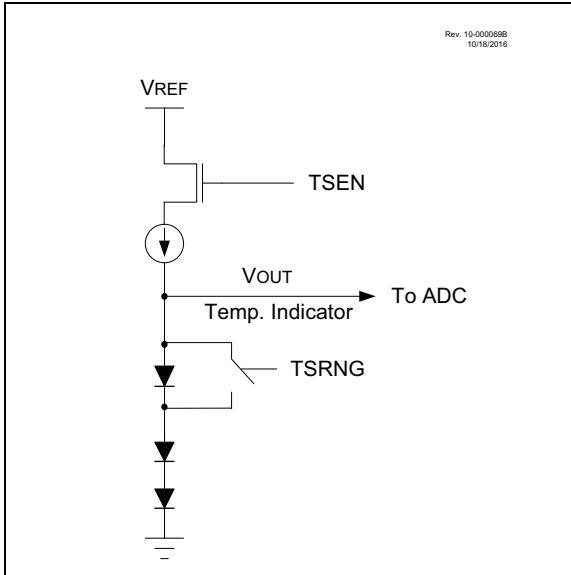 Rev. 10-000069B
10/18/2016
VREF
TSEN
VOUT
To ADC
Temp. Indicator
TSRNG